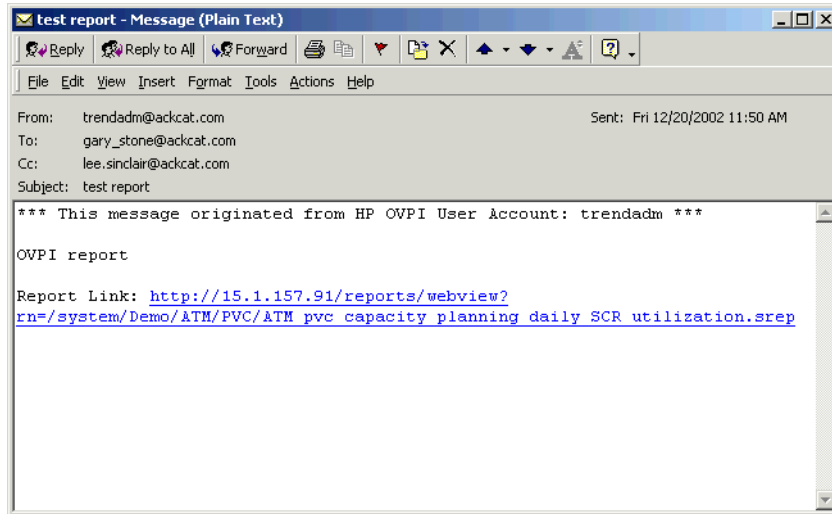 test report - Message (Plain Text)
Reply Reply to All Forward
File Edit View Insert Format Tools Actions Help
From: trendadm@ackcat.com Sent: Fri 12/20/2002 11:50 AM
To: gary_stone@ackcat.com
Cc: lee.sinclair@ackcat.com
Subject: test report
*** This message originated from HP OVPI User Account: trendadm ***
OVPI report
Report Link: http://15.1.157.91/reports/webview?
rn=/system/Demo/ATM/PVC/ATM pvc capacity planning daily SCR utilization.srep